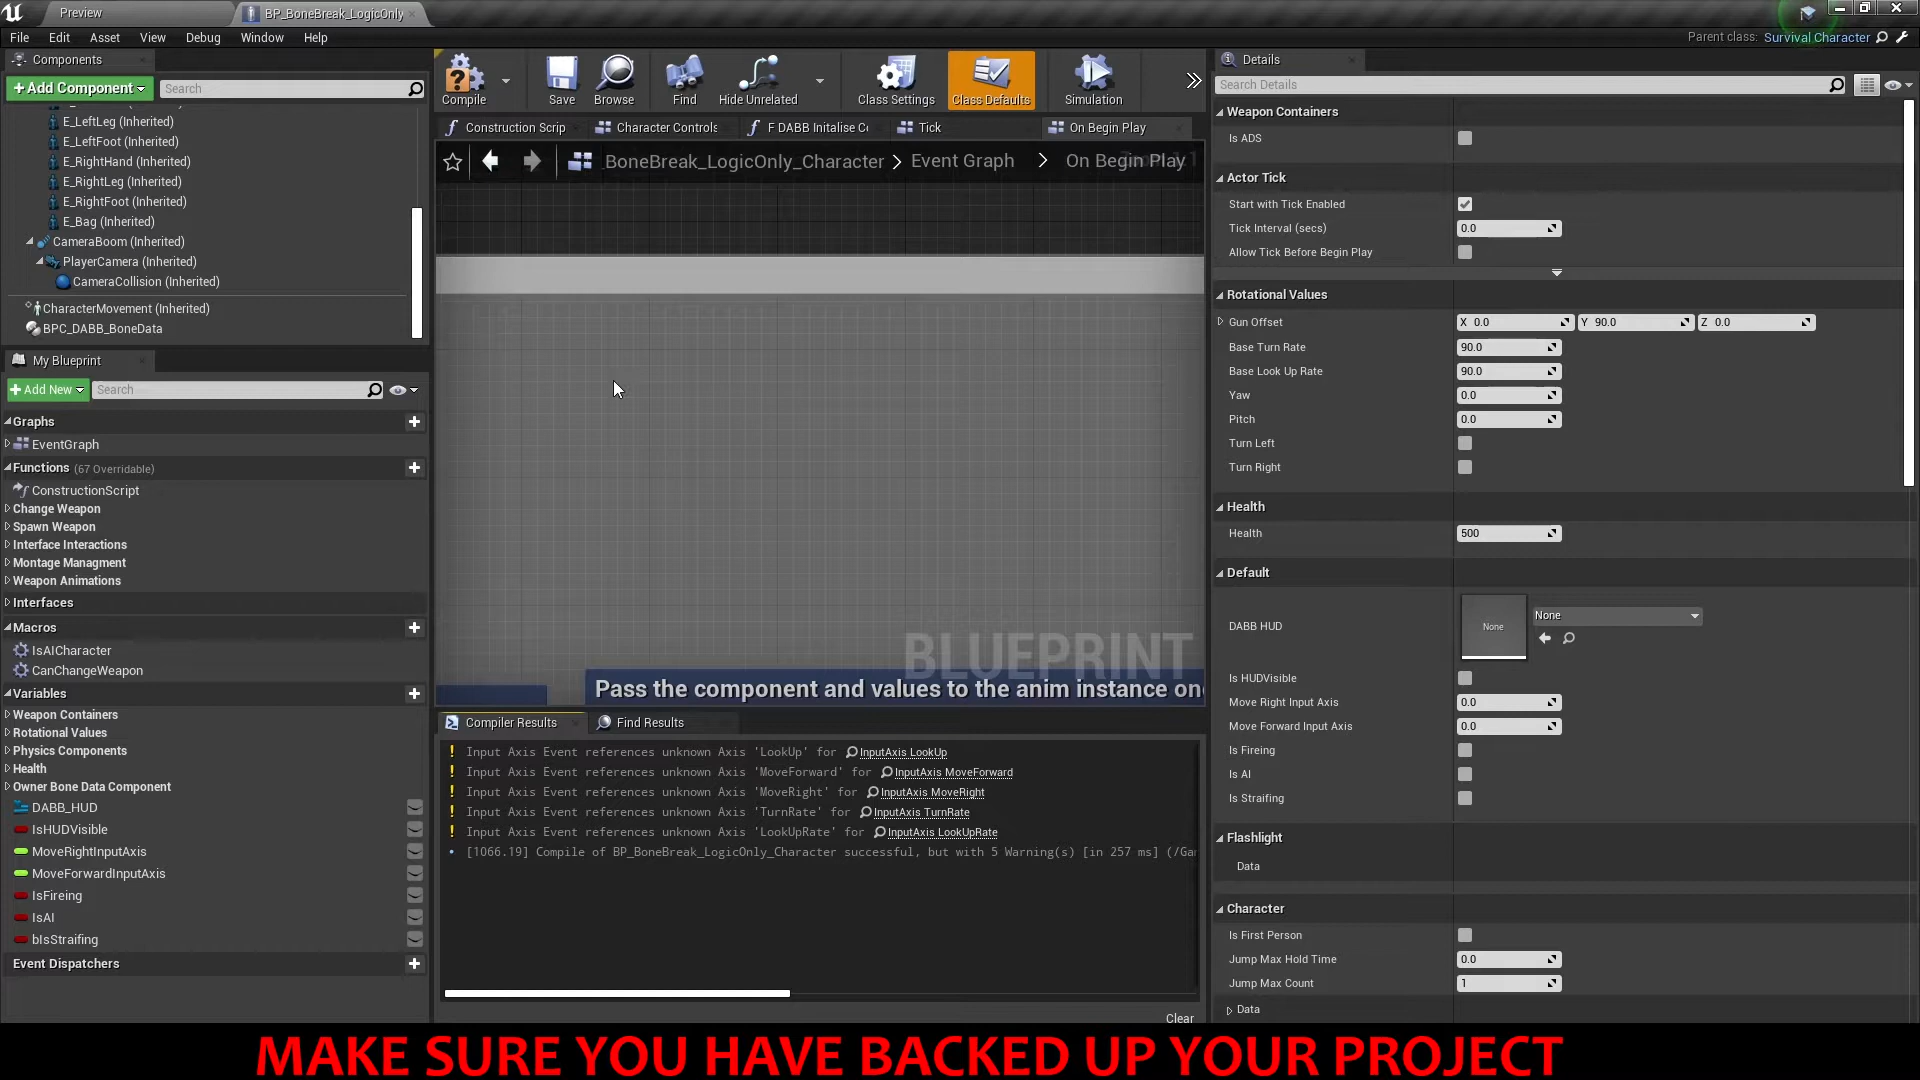 Preview
BP_BoneBreak_LogicOnly
File Edit Asset View Debug Window Help
Parent class: Survival Character
Components
+Add Component
Search
E_LeftLeg (Inherited)
E_LeftFoot (Inherited)
E_RightHand (Inherited)
E_RightLeg (Inherited)
E_RightFoot (Inherited)
E_Bag (Inherited)
CameraBoom (Inherited)
PlayerCamera (Inherited)
CameraCollision (Inherited)
CharacterMovement (Inherited)
BPC_DABB_BoneData
My Blueprint
+Add New
Search
Graphs
EventGraph
Functions (67 Overridable)
ConstructionScript
Change Weapon
Spawn Weapon
Interface Interactions
Montage Managment
Weapon Animations
Interfaces
Macros
IsAICharacter
CanChangeWeapon
Variables
Weapon Containers
Rotational Values
Physics Components
Health
Owner Bone Data Component
DABB_HUD
IsHUDVisible
MoveRightInputAxis
MoveForwardInputAxis
IsFireing
IsAI
bIsStraifing
Event Dispatchers
Compile Save Browse Find Hide Unrelated Class Settings Class Defaults Simulation
Construction Scrip Character Controls F DABB Initalise Co Tick On Begin Play
_BoneBreak_LogicOnly_Character > Event Graph > On Begin Play
BLUEPRINT
Pass the component and values to the anim instance on
Compiler Results Find Results
Input Axis Event references unknown Axis 'LookUp' for InputAxis LookUp
Input Axis Event references unknown Axis 'MoveForward' for InputAxis MoveForward
Input Axis Event references unknown Axis 'MoveRight' for InputAxis MoveRight
Input Axis Event references unknown Axis 'TurnRate' for InputAxis TurnRate
Input Axis Event references unknown Axis 'LookUpRate' for InputAxis LookUpRate
[1066.19] Compile of BP_BoneBreak_LogicOnly_Character successful, but with 5 Warning(s) [in 257 ms] (/Ga
Clear
Details
Search Details
Weapon Containers
Is ADS
Actor Tick
Start with Tick Enabled
Tick Interval (secs) 0.0
Allow Tick Before Begin Play
Rotational Values
Gun Offset X 0.0 Y 90.0 Z 0.0
Base Turn Rate 90.0
Base Look Up Rate 90.0
Yaw 0.0
Pitch 0.0
Turn Left
Turn Right
Health
Health 500
Default
DABB HUD None None
Is HUDVisible
Move Right Input Axis 0.0
Move Forward Input Axis 0.0
Is Fireing
Is AI
Is Straifing
Flashlight
Data
Character
Is First Person
Jump Max Hold Time 0.0
Jump Max Count 1
Data
MAKE SURE YOU HAVE BACKED UP YOUR PROJECT